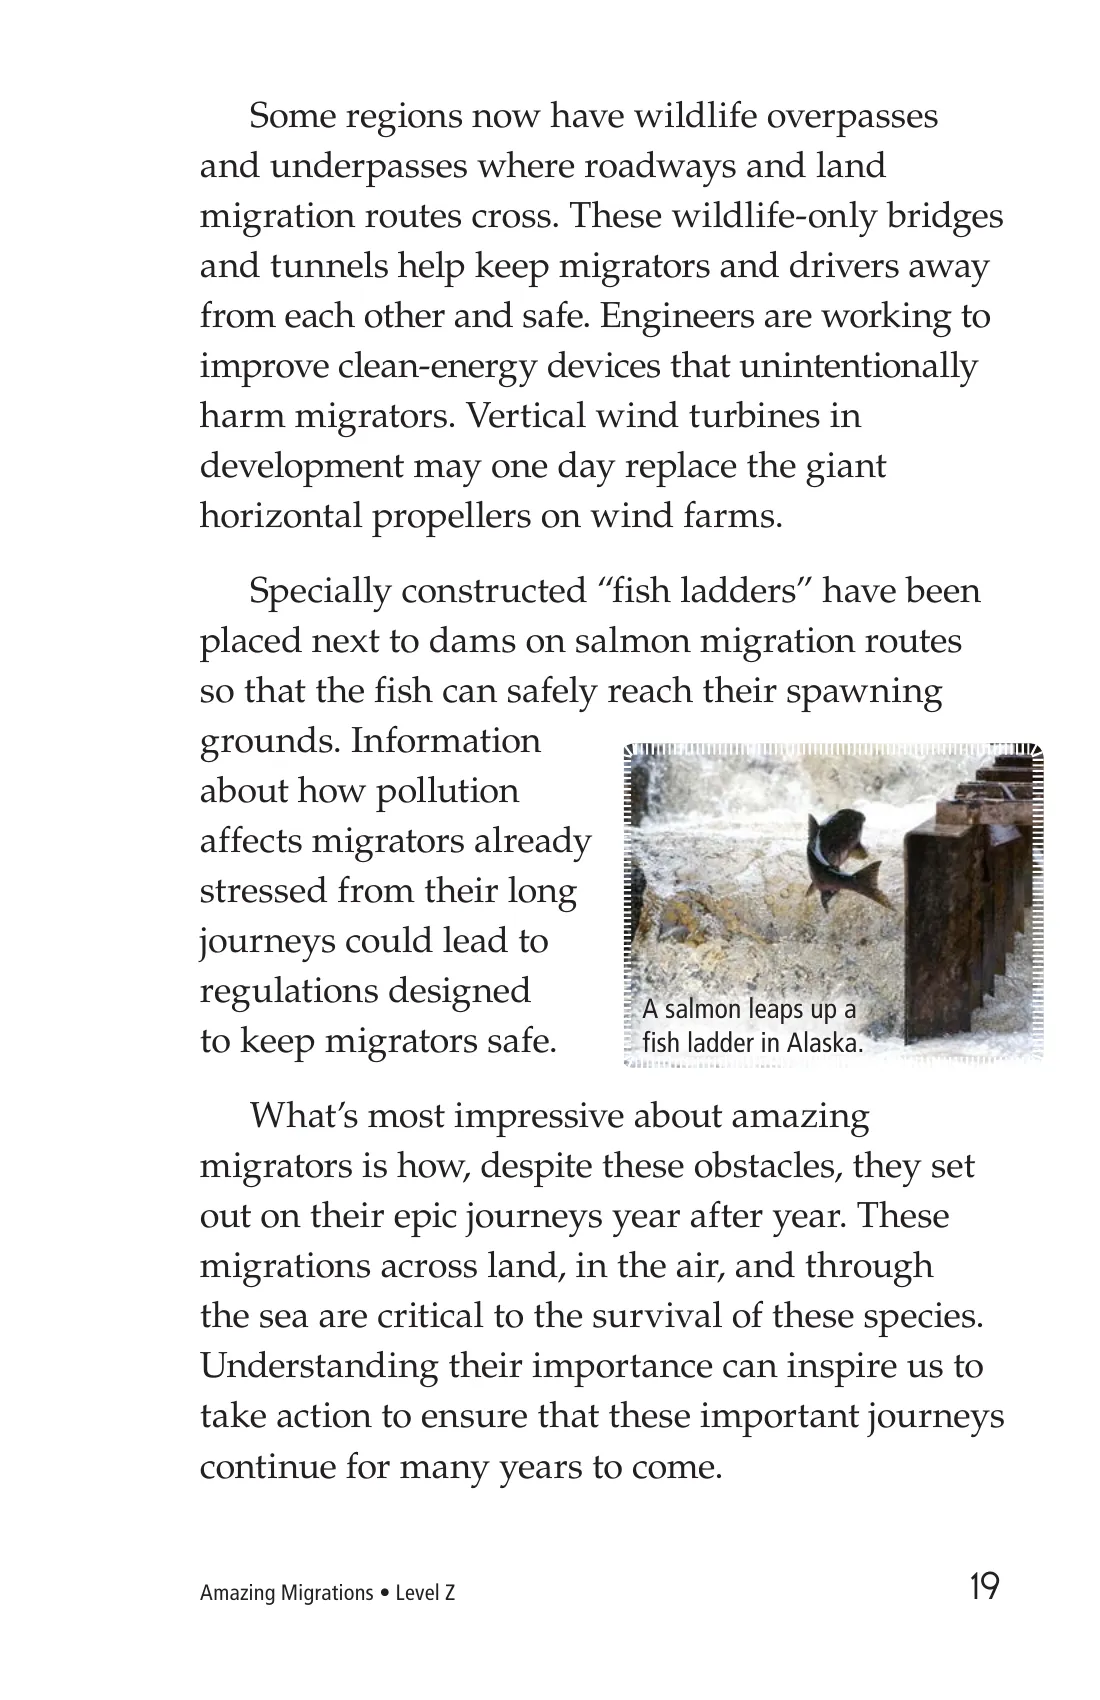 Some regions now have wildlife overpasses
and underpasses where roadways and land
migration routes cross. These wildlife-only bridges
and tunnels help keep migrators and drivers away
from each other and safe. Engineers are working to
improve clean-energy devices that unintentionally
harm migrators. Vertical wind turbines in
development may one day replace the giant
horizontal propellers on wind farms.
Specially constructed “fish ladders” have been
placed next to dams on salmon migration routes
so that the fish can safely reach their spawning
grounds. Information
about how pollution
affects migrators already
stressed from their long
journeys could lead to
regulations designed
to keep migrators safe.
A salmon leaps up a
fish ladder in Alaska.
What’s most impressive about amazing
migrators is how, despite these obstacles, they set
out on their epic journeys year after year. These
migrations across land, in the air, and through
the sea are critical to the survival of these species.
Understanding their importance can inspire us to
take action to ensure that these important journeys
continue for many years to come.
Amazing Migrations • Level Z
19